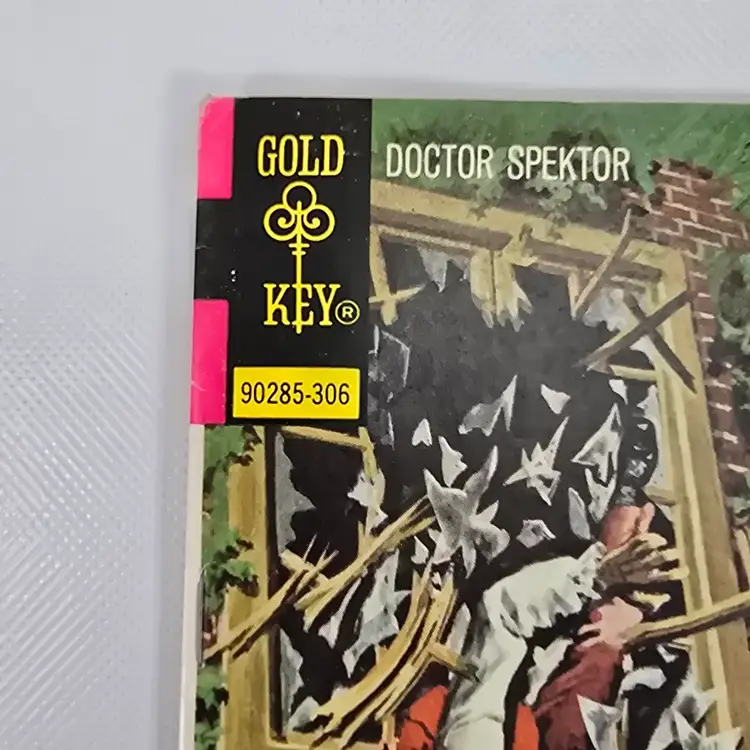 GOLD
KEY®
90285-306
DOCTOR SPEKTOR